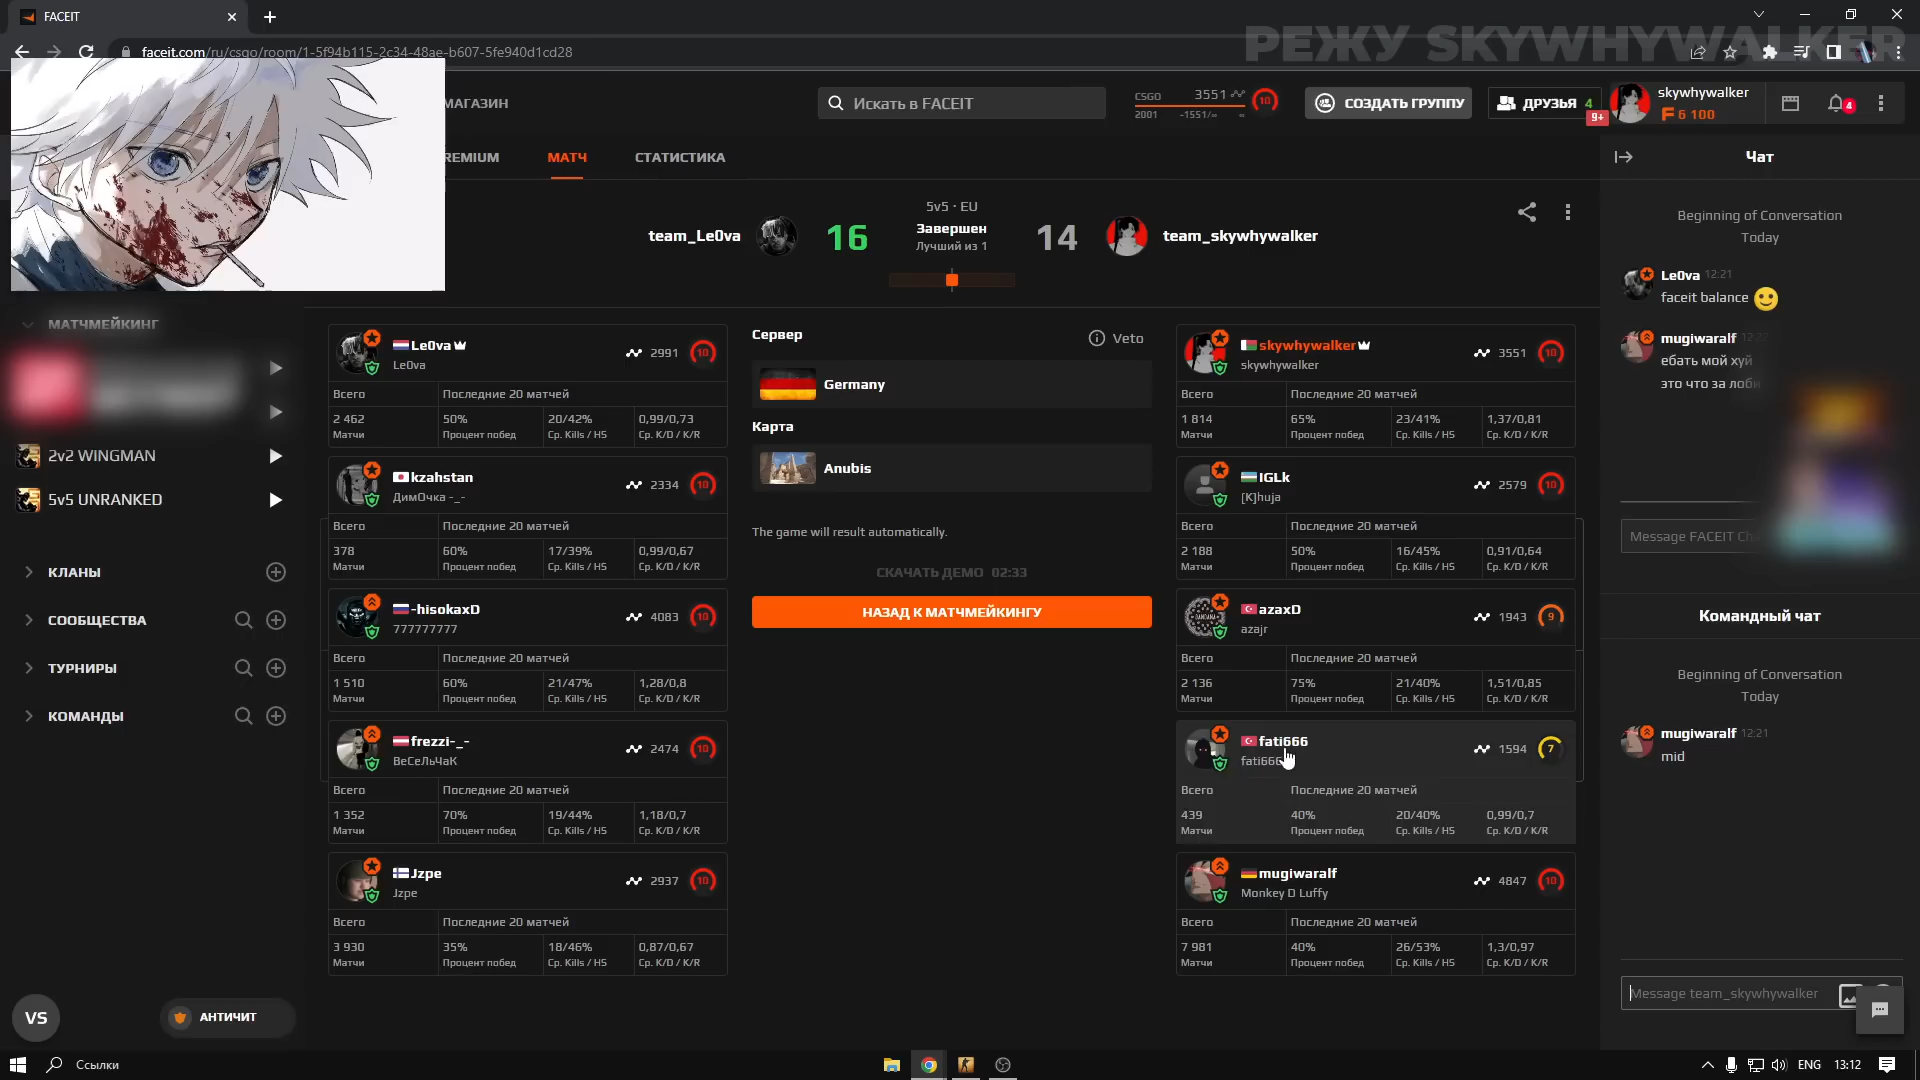 FACEIT
РЕЖУ SKYWHYWALKER
faceit.com/ru/csgo/room/1-5f94b115-2c34-48ae-b607-5fe940d1cd28
МАГАЗИН
Искать в FACEIT
CSGO 3551 10
2001 -1551/∞ ∞
СОЗДАТЬ ГРУППУ
ДРУЗЬЯ 4
9+
skywhywalker
6 100
4
REMIUM
МАТЧ
СТАТИСТИКА
team_Le0va
16
5v5 · EU
Завершен
Лучший из 1
14
team_skywhywalker
МАТЧМЕЙКИНГ
2v2 WINGMAN
5v5 UNRANKED
КЛАНЫ
СООБЩЕСТВА
ТУРНИРЫ
КОМАНДЫ
VS
АНТИЧИТ
Le0va 2991 10
Le0va
Всего Последние 20 матчей
2 462 50% 20/42% 0,99/0,73
Матчи Процент побед Ср. Kills / HS Ср. K/D / K/R
kzahstan 2334 10
ДимОчка -_-
Всего Последние 20 матчей
378 60% 17/39% 0,99/0,67
Матчи Процент побед Ср. Kills / HS Ср. K/D / K/R
-hisokaxD 4083 10
777777777
Всего Последние 20 матчей
1 510 60% 21/47% 1,28/0,8
Матчи Процент побед Ср. Kills / HS Ср. K/D / K/R
frezzi-_- 2474 10
ВеСеЛьЧаК
Всего Последние 20 матчей
1 352 70% 19/44% 1,18/0,7
Матчи Процент побед Ср. Kills / HS Ср. K/D / K/R
Jzpe 2937 10
Jzpe
Всего Последние 20 матчей
3 930 35% 18/46% 0,87/0,67
Матчи Процент побед Ср. Kills / HS Ср. K/D / K/R
Сервер
Veto
Germany
Карта
Anubis
The game will result automatically.
СКАЧАТЬ ДЕМО 02:33
НАЗАД К МАТЧМЕЙКИНГУ
skywhywalker 3551 10
skywhywalker
Всего Последние 20 матчей
1 814 65% 23/41% 1,37/0,81
Матчи Процент побед Ср. Kills / HS Ср. K/D / K/R
IGLk 2579 10
[K]huja
Всего Последние 20 матчей
2 188 50% 16/45% 0,91/0,64
Матчи Процент побед Ср. Kills / HS Ср. K/D / K/R
azaxD 1943 9
azajr
Всего Последние 20 матчей
2 136 75% 21/40% 1,51/0,85
Матчи Процент побед Ср. Kills / HS Ср. K/D / K/R
fati666 1594 7
fati66
Всего Последние 20 матчей
439 40% 20/40% 0,99/0,7
Матчи Процент побед Ср. Kills / HS Ср. K/D / K/R
mugiwaralf 4847 10
Monkey D Luffy
Всего Последние 20 матчей
7 981 40% 26/53% 1,3/0,97
Матчи Процент побед Ср. Kills / HS Ср. K/D / K/R
Чат
Beginning of Conversation
Today
Le0va 12:21
faceit balance
mugiwaralf
ебать мой хуй
это что за лоби
Message FACEIT
Командный чат
Beginning of Conversation
Today
mugiwaralf 12:21
mid
Message team_skywhywalker
Ссылки
ENG 13:12